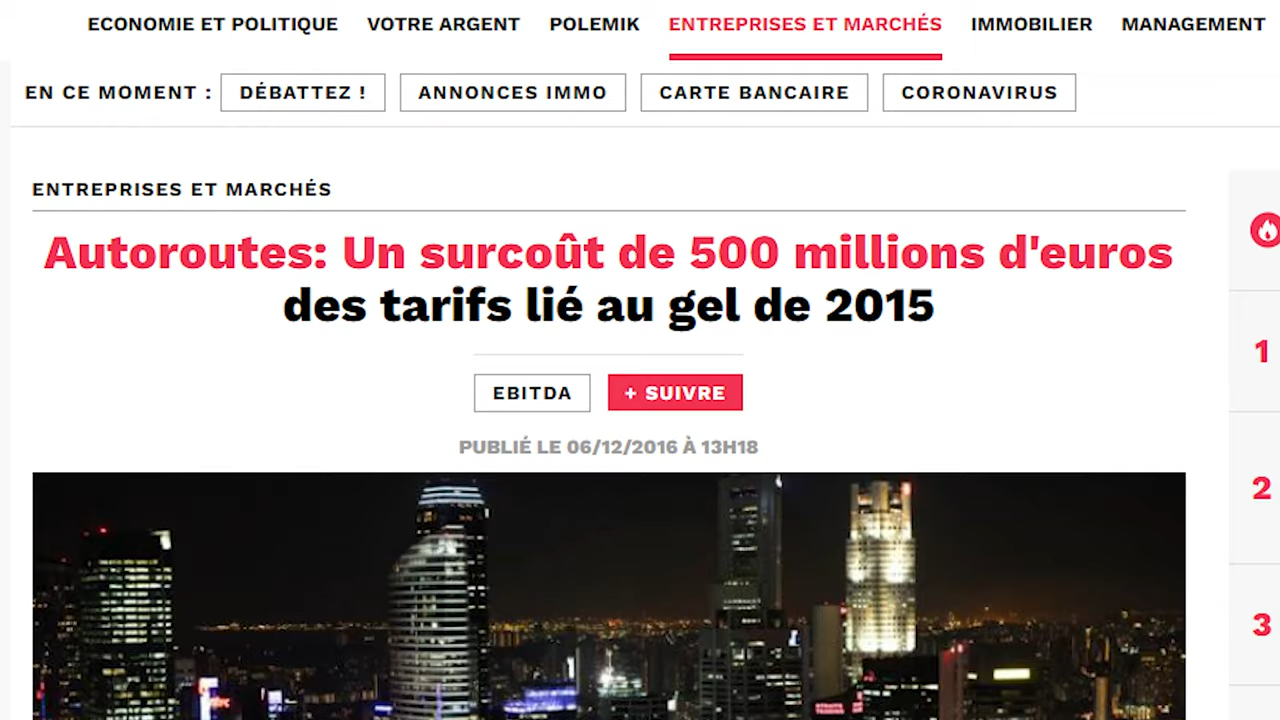 ECONOMIE ET POLITIQUE VOTRE ARGENT POLEMIK ENTREPRISES ET MARCHÉS IMMOBILIER MANAGEMENT
EN CE MOMENT : DÉBATTEZ ! ANNONCES IMMO CARTE BANCAIRE CORONAVIRUS
ENTREPRISES ET MARCHÉS
Autoroutes: Un surcoût de 500 millions d'euros
des tarifs lié au gel de 2015
EBITDA + SUIVRE
PUBLIÉ LE 06/12/2016 À 13H18
1
2
3